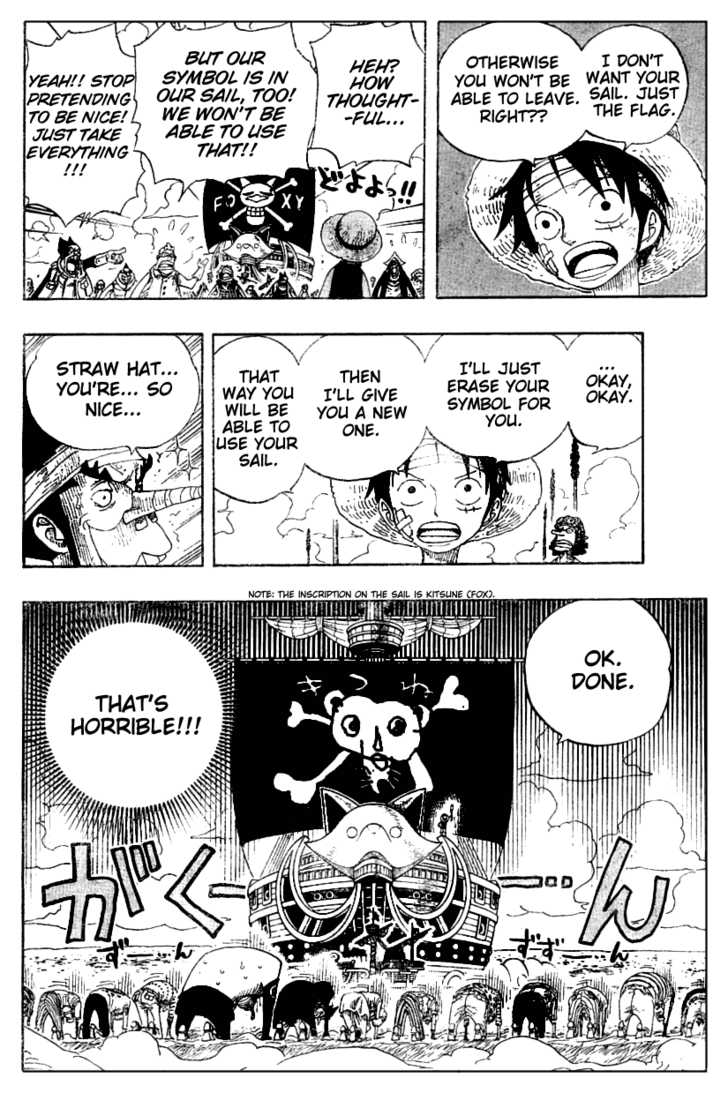 I DON'T
WANT YOUR
SAIL. JUST
THE FLAG.
OTHERWISE
YOU WON'T BE
ABLE TO LEAVE.
RIGHT??
HEH?
HOW
THOUGHT-
-FUL...
BUT OUR
SYMBOL IS IN
OUR SAIL, TOO!
WE WON'T BE
ABLE TO USE
THAT!!
YEAH!! STOP
PRETENDING
TO BE NICE!
JUST TAKE
EVERYTHING
!!!
どよよっ!!
FOXY
...
OKAY,
OKAY.
I'LL JUST
ERASE YOUR
SYMBOL FOR
YOU.
THEN
I'LL GIVE
YOU A NEW
ONE.
THAT
WAY YOU
WILL BE
ABLE TO
USE YOUR
SAIL.
STRAW HAT...
YOU'RE... SO
NICE...
NOTE: THE INSCRIPTION ON THE SAIL IS KITSUNE (FOX).
OK.
DONE.
きつね
THAT'S
HORRIBLE!!!
がくーん
ずーん
ずずーん